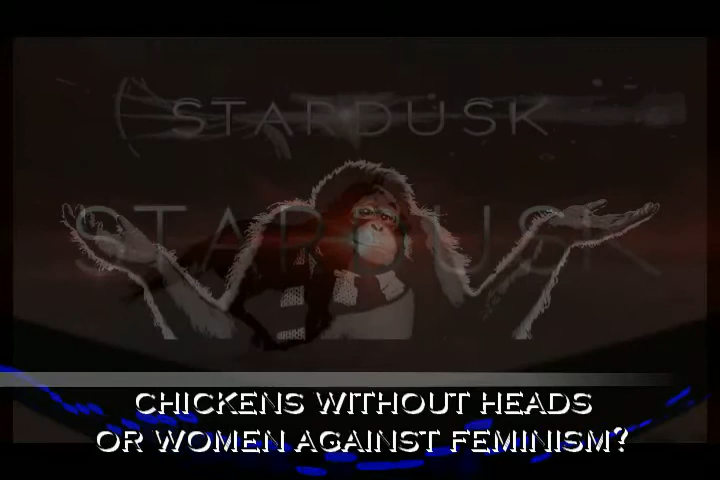 STARDUSK
STARDUSK
CHICKENS WITHOUT HEADS
OR WOMEN AGAINST FEMINISM?